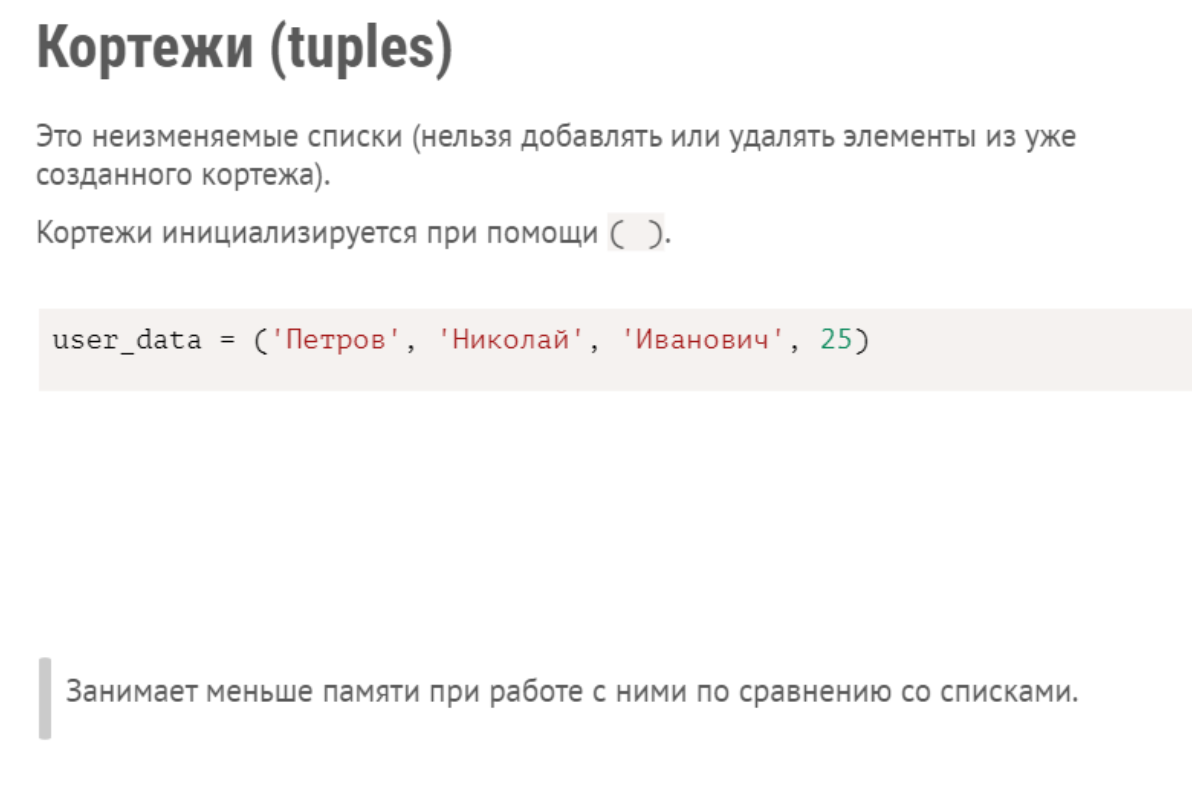 Кортежи (tuples)
Это неизменяемые списки (нельзя добавлять или удалять элементы из уже
созданного кортежа).
Кортежи инициализируется при помощи ( ).
user_data = ('Петров', 'Николай', 'Иванович', 25)
Занимает меньше памяти при работе с ними по сравнению со списками.